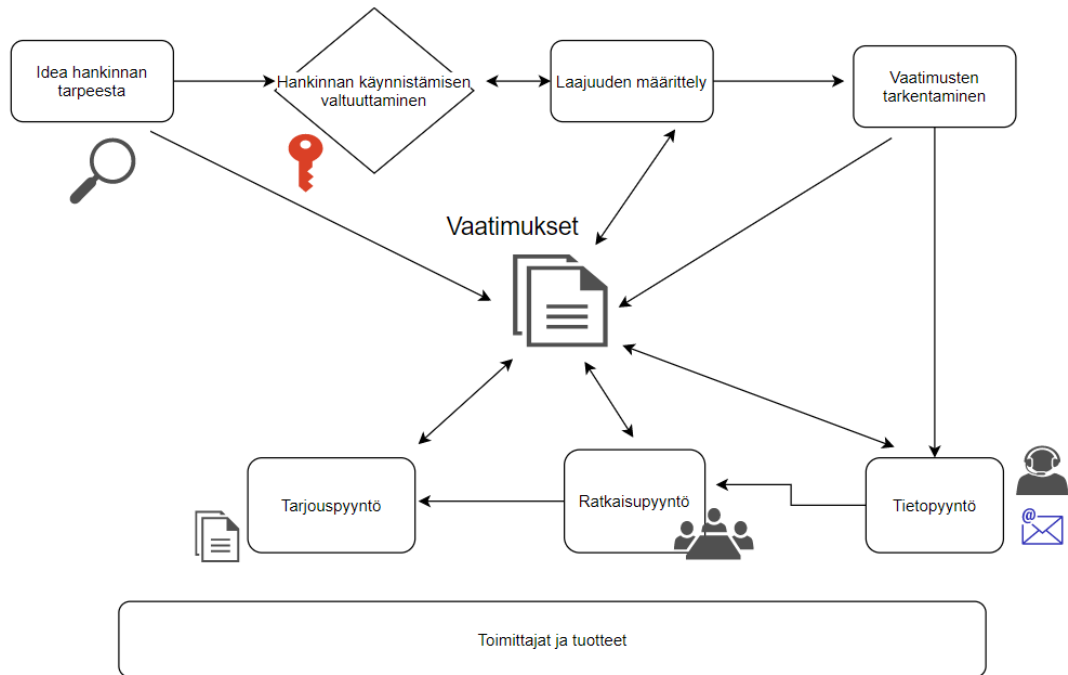 Idea hankinnan
tarpeesta
Hankinnan käynnistämisen
valtuuttaminen
Laajuuden määrittely
Vaatimusten
tarkentaminen
Vaatimukset
Tarjouspyyntö
Ratkaisupyyntö
Tietopyyntö
@
Toimittajat ja tuotteet